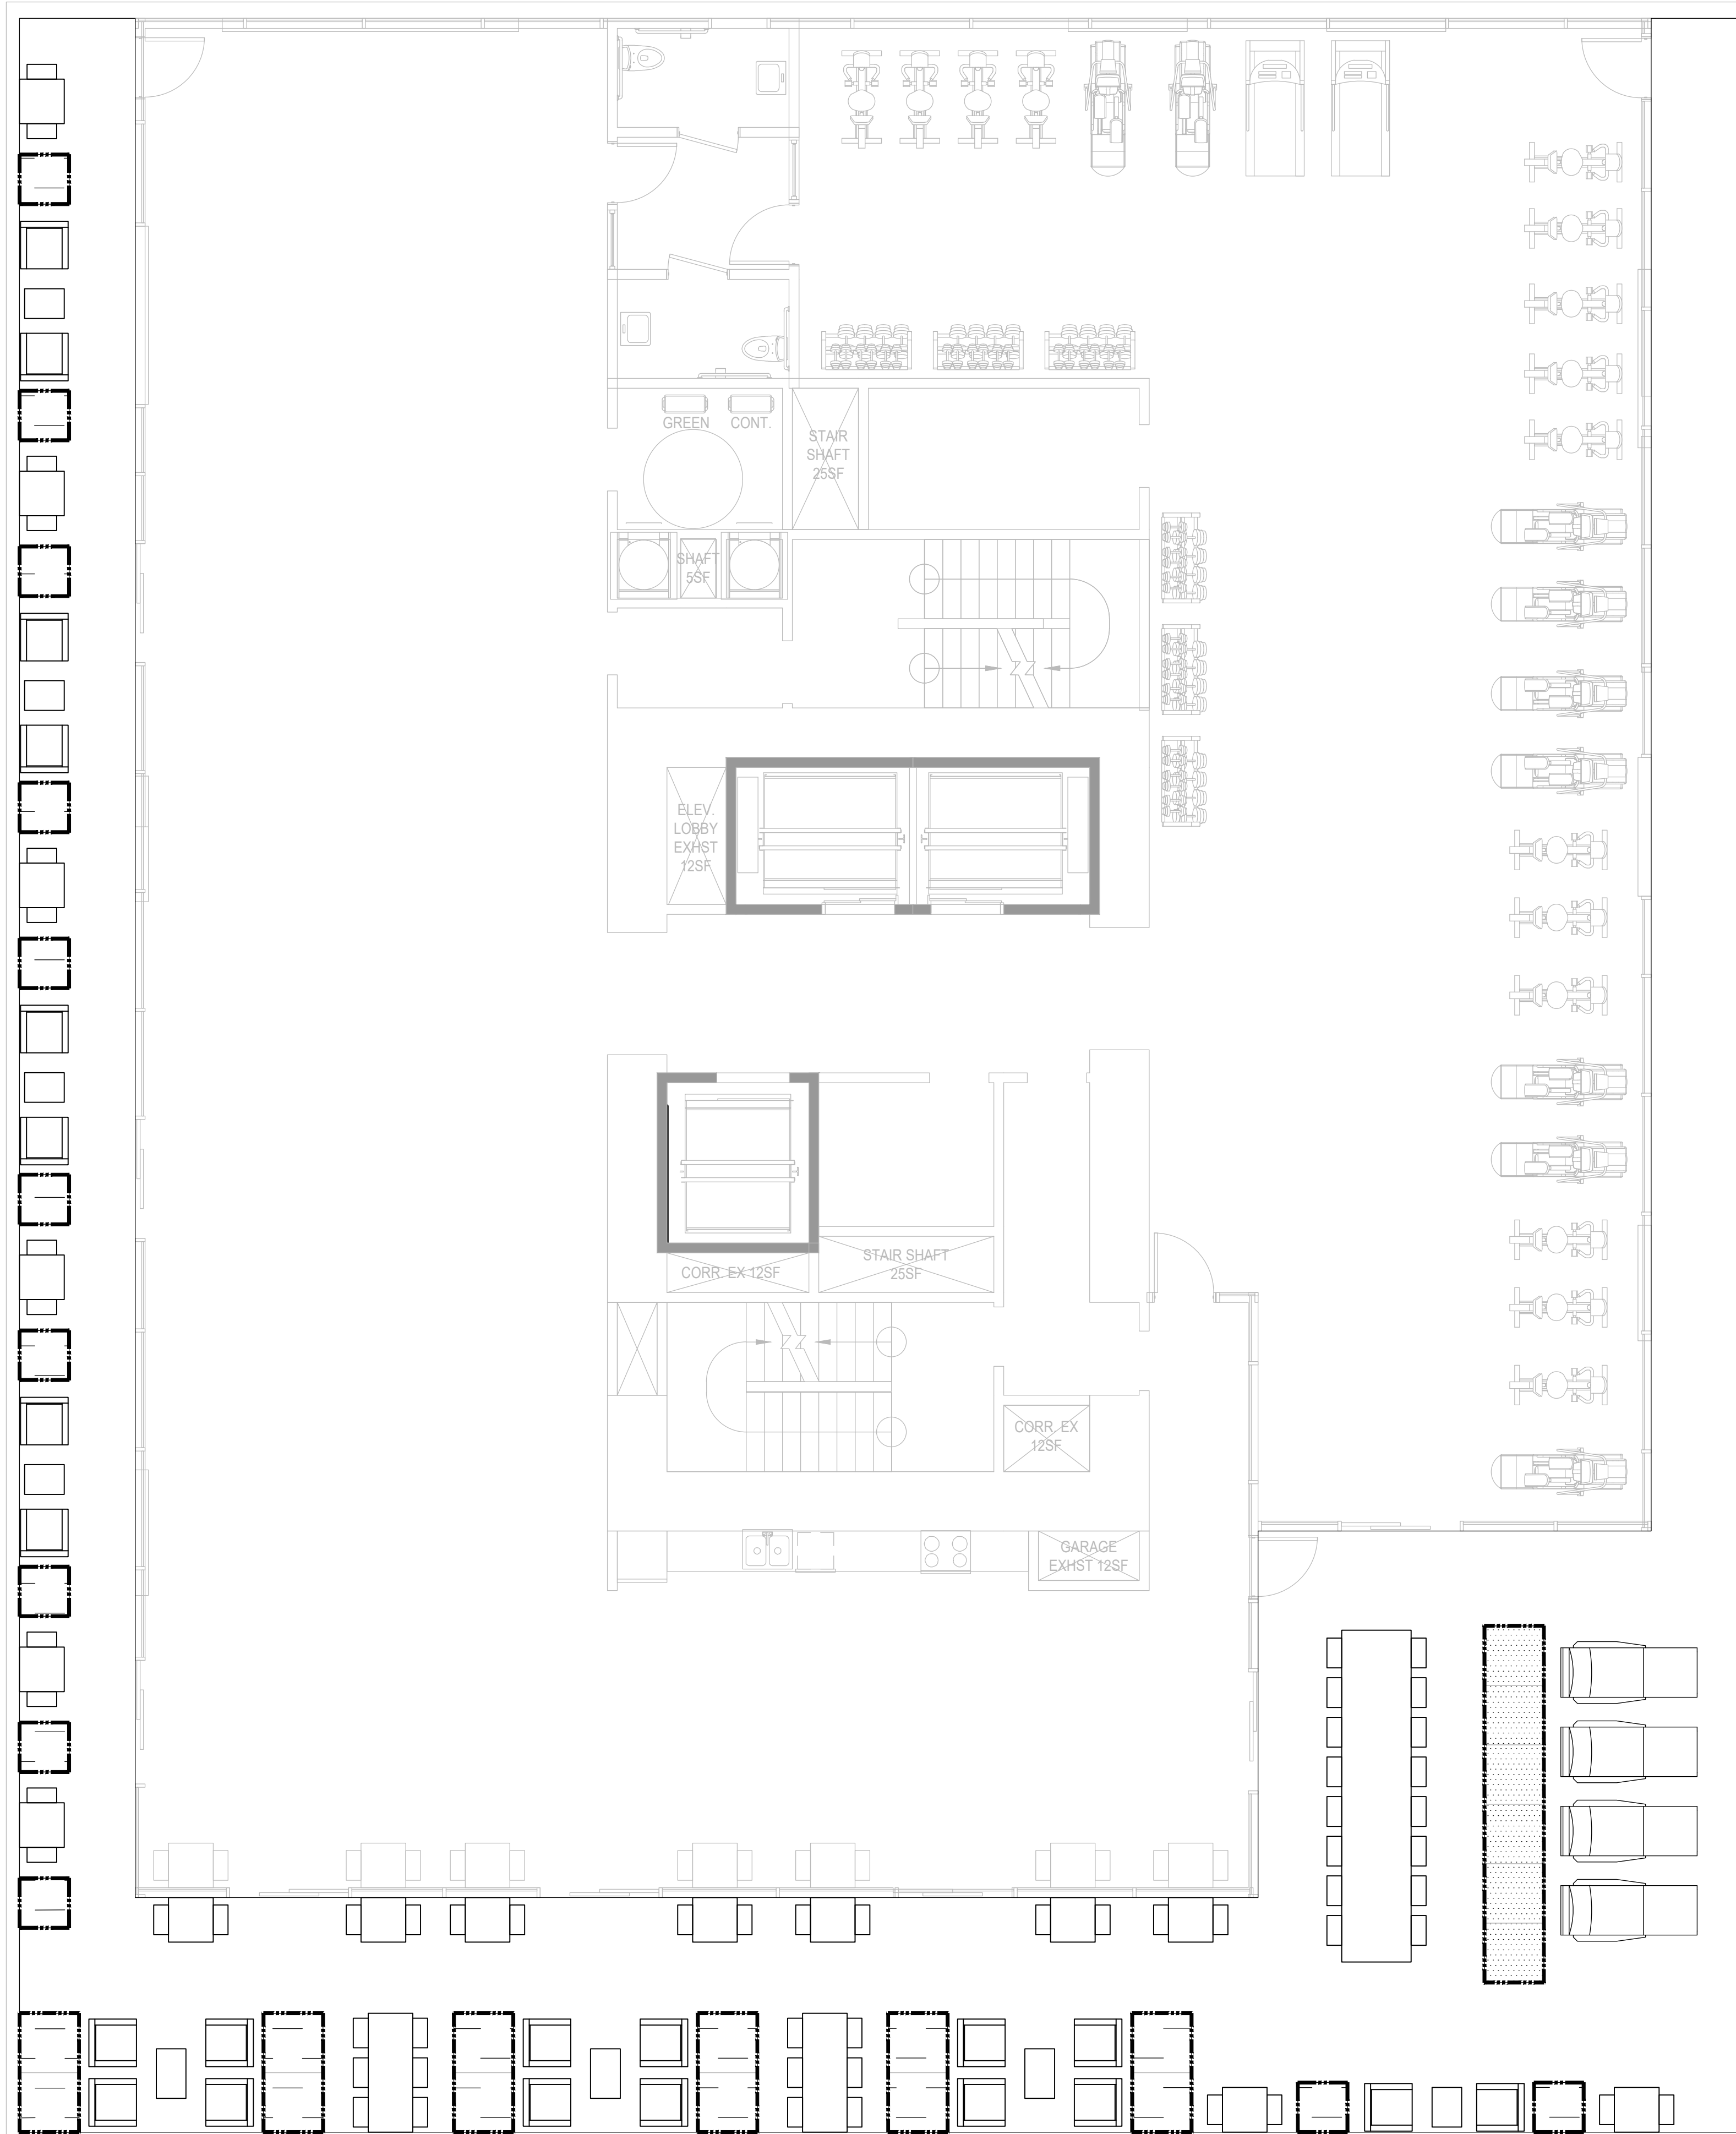 GREEN
CONT.
STAIR
SHAFT
25SF
SHAFT
5SF
ELEV.
LOBBY
EXHST
12SF
CORR. EX 12SF
STAIR SHAFT
25SF
CORR. EX
12SF
GARAGE
EXHST 12SF